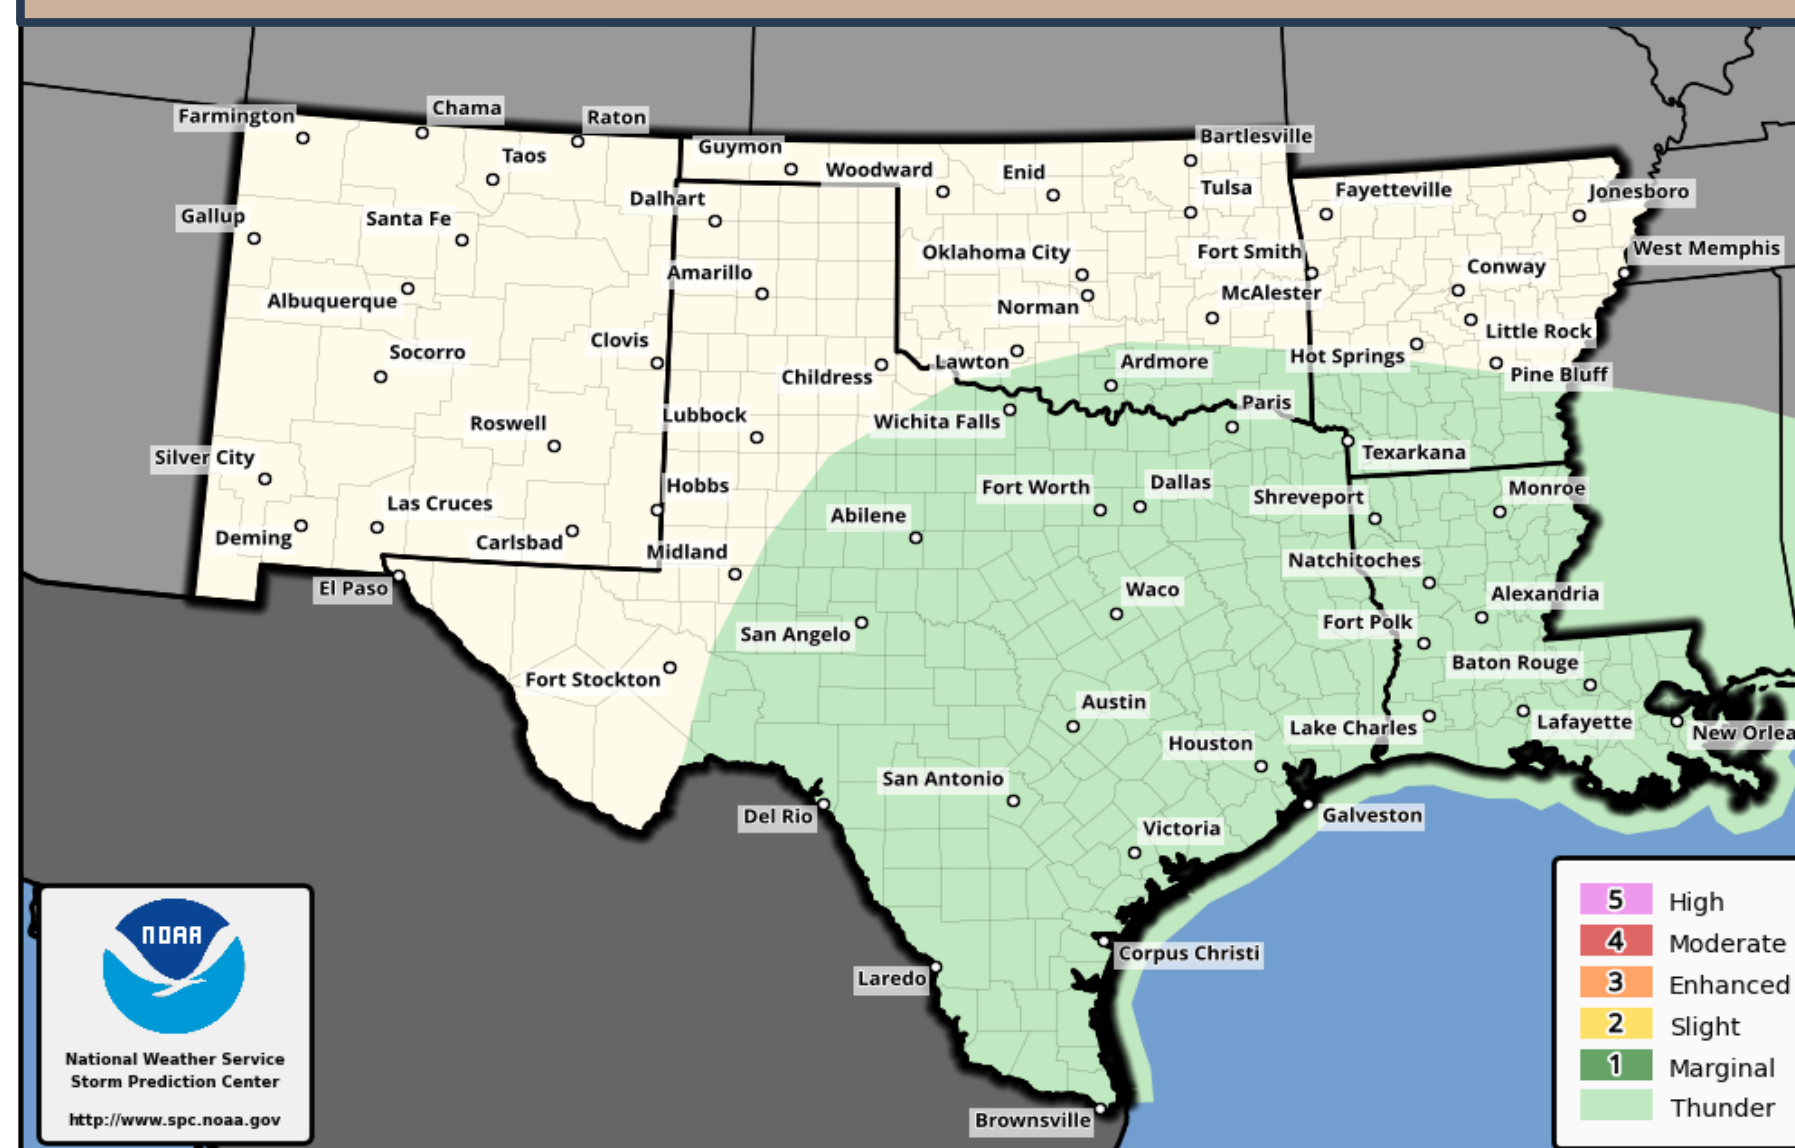 Farmington
Chama
Raton
Taos
Guymon
Woodward
Enid
Bartlesville
Tulsa
Fayetteville
Jonesboro
Dalhart
Gallup
Santa Fe
Oklahoma City
Fort Smith
West Memphis
Amarillo
Conway
Albuquerque
Norman
McAlester
Little Rock
Socorro
Clovis
Lawton
Ardmore
Hot Springs
Pine Bluff
Childress
Paris
Roswell
Lubbock
Wichita Falls
Texarkana
Silver City
Hobbs
Fort Worth
Dallas
Shreveport
Monroe
Las Cruces
Abilene
Deming
Carlsbad
Midland
Natchitoches
El Paso
Waco
Alexandria
Fort Polk
San Angelo
Baton Rouge
Fort Stockton
Austin
Lake Charles
Lafayette
New Orlea
Houston
San Antonio
Del Rio
Galveston
Victoria
Corpus Christi
Laredo
Brownsville
NOAA
National Weather Service
Storm Prediction Center
http://www.spc.noaa.gov
5 High
4 Moderate
3 Enhanced
2 Slight
1 Marginal
Thunder